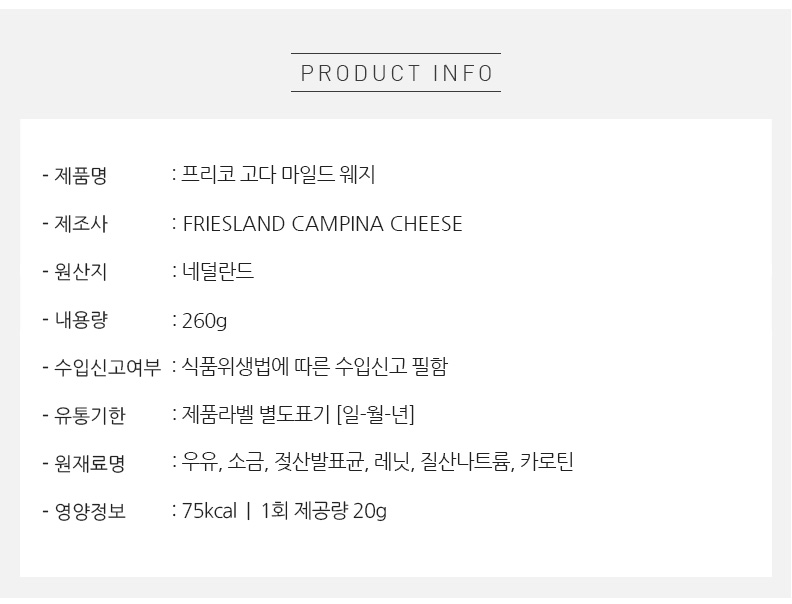 PRODUCT INFO
- 제품명 : 프리코 고다 마일드 웨지
- 제조사 : FRIESLAND CAMPINA CHEESE
- 원산지 : 네덜란드
- 내용량 : 260g
- 수입신고여부 : 식품위생법에 따른 수입신고 필함
- 유통기한 : 제품라벨 별도표기 [일-월-년]
- 원재료명 : 우유, 소금, 젖산발표균, 레닛, 질산나트륨, 카로틴
- 영양정보 : 75kcal | 1회 제공량 20g